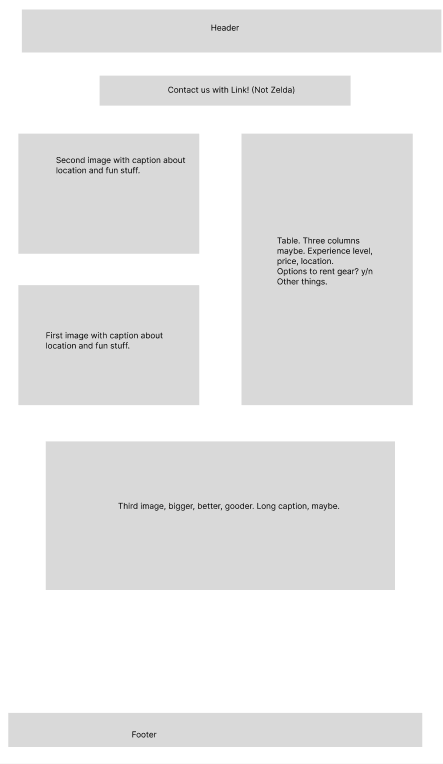 Header
Contact us with Link! (Not Zelda)
Second image with caption about
location and fun stuff.
First image with caption about
location and fun stuff.
Table. Three columns
maybe. Experience level,
price, location.
Options to rent gear? y/n
Other things.
Third image, bigger, better, gooder. Long caption, maybe.
Footer